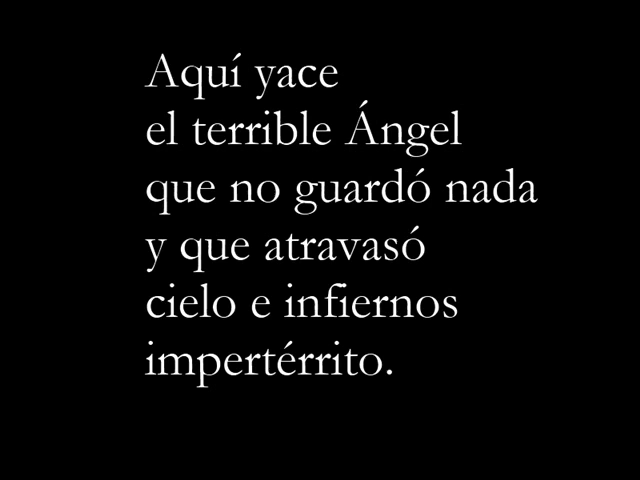 Aquí yace
el terrible Ángel
que no guardó nada
y que atravasó
cielo e infiernos
impertérrito.